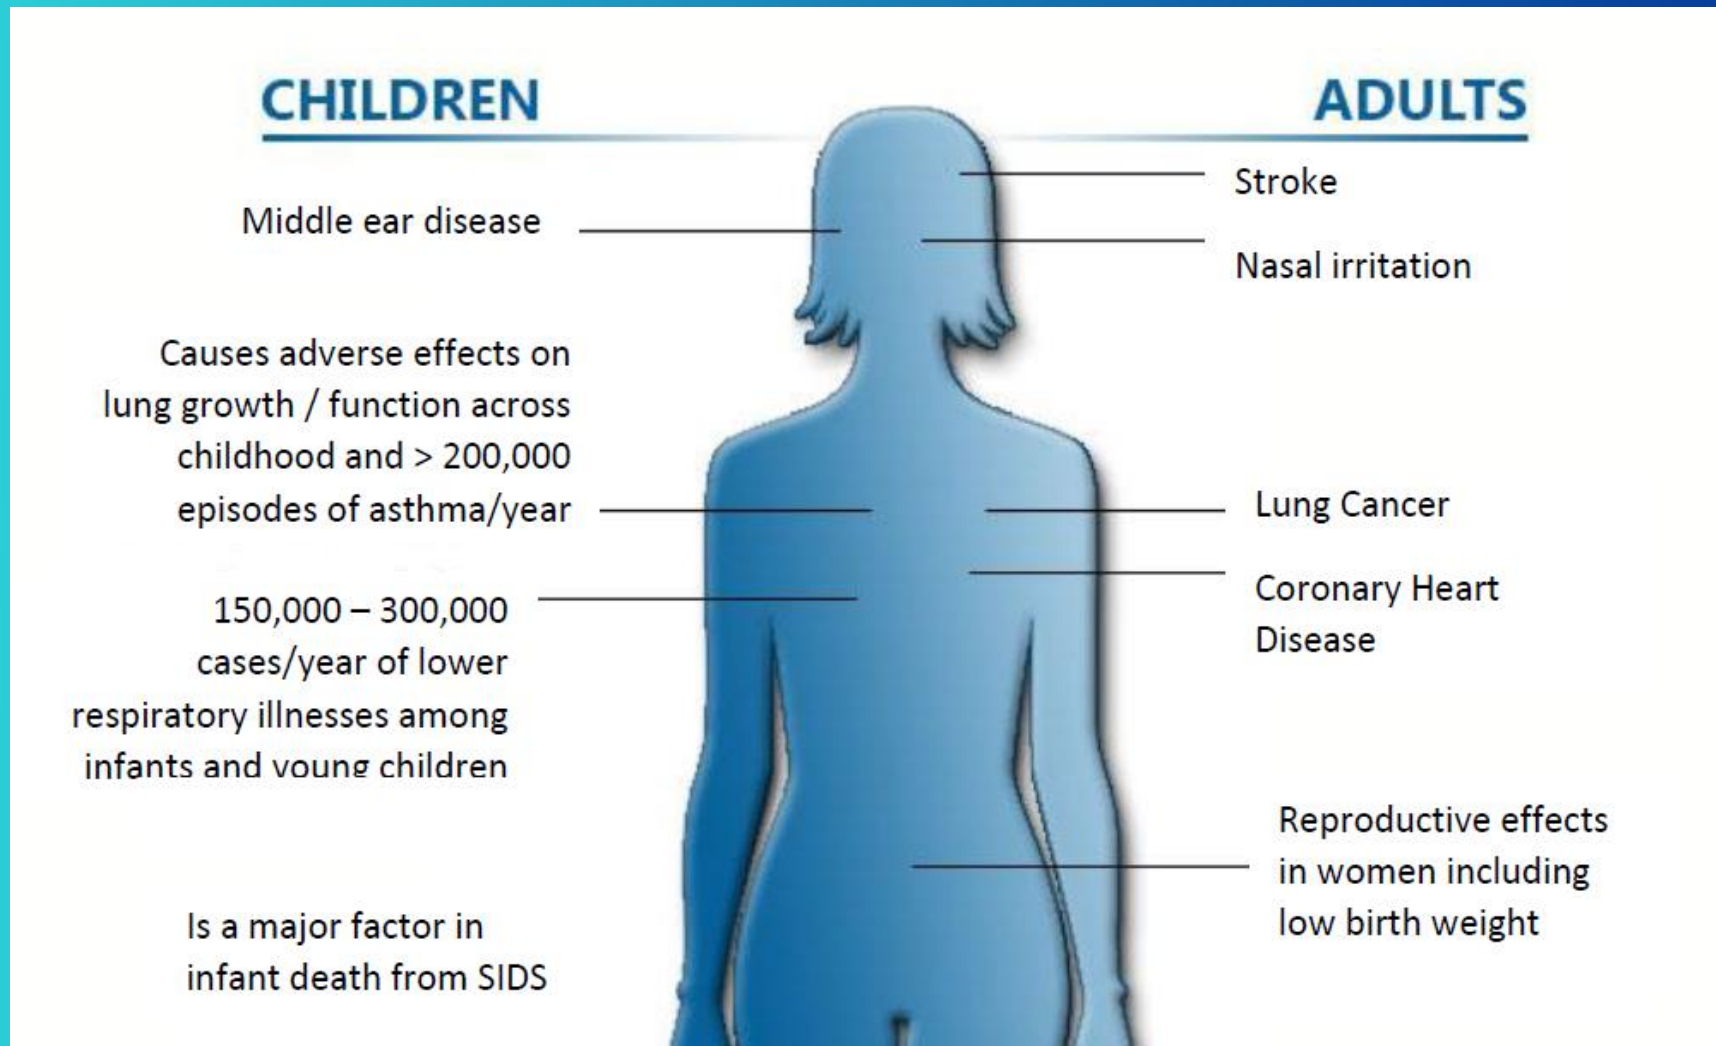 CHILDREN
Middle ear disease
Causes adverse effects on
lung growth / function across
childhood and > 200,000
episodes of asthma/year
150,000 – 300,000
cases/year of lower
respiratory illnesses among
infants and young children
Is a major factor in
infant death from SIDS
ADULTS
Stroke
Nasal irritation
Lung Cancer
Coronary Heart
Disease
Reproductive effects
in women including
low birth weight